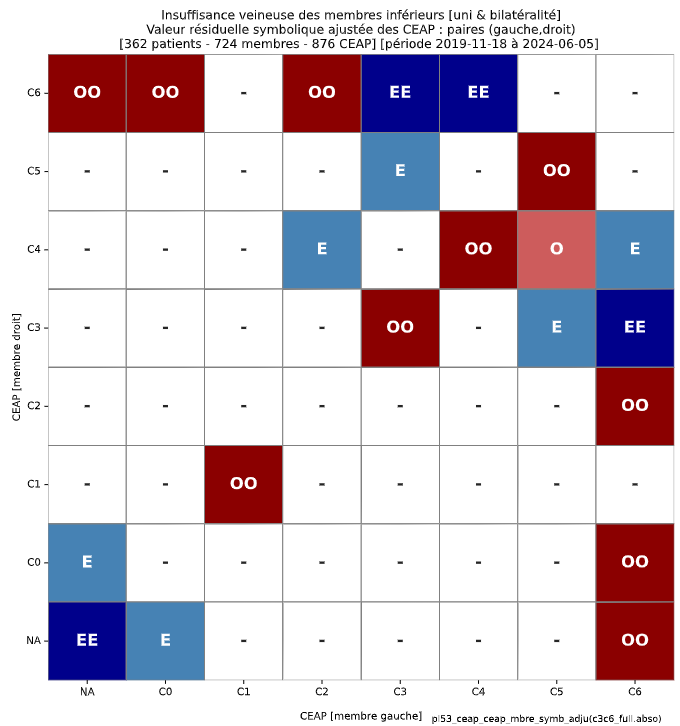 Insuffisance veineuse des membres inférieurs [uni & bilatéralité]
Valeur résiduelle symbolique ajustée des CEAP : paires (gauche,droit)
[362 patients - 724 membres - 876 CEAP] [période 2019-11-18 à 2024-06-05]
CEAP [membre droit]
C6 OO OO - OO EE EE - -
C5 - - - - E - OO -
C4 - - - E - OO O E
C3 - - - - OO - E EE
C2 - - - - - - - OO
C1 - - OO - - - - -
C0 E - - - - - - OO
NA EE E - - - - - OO
NA C0 C1 C2 C3 C4 C5 C6
CEAP [membre gauche]
pl53_ceap_ceap_mbre_symb_adju(c3c6_full.abso)